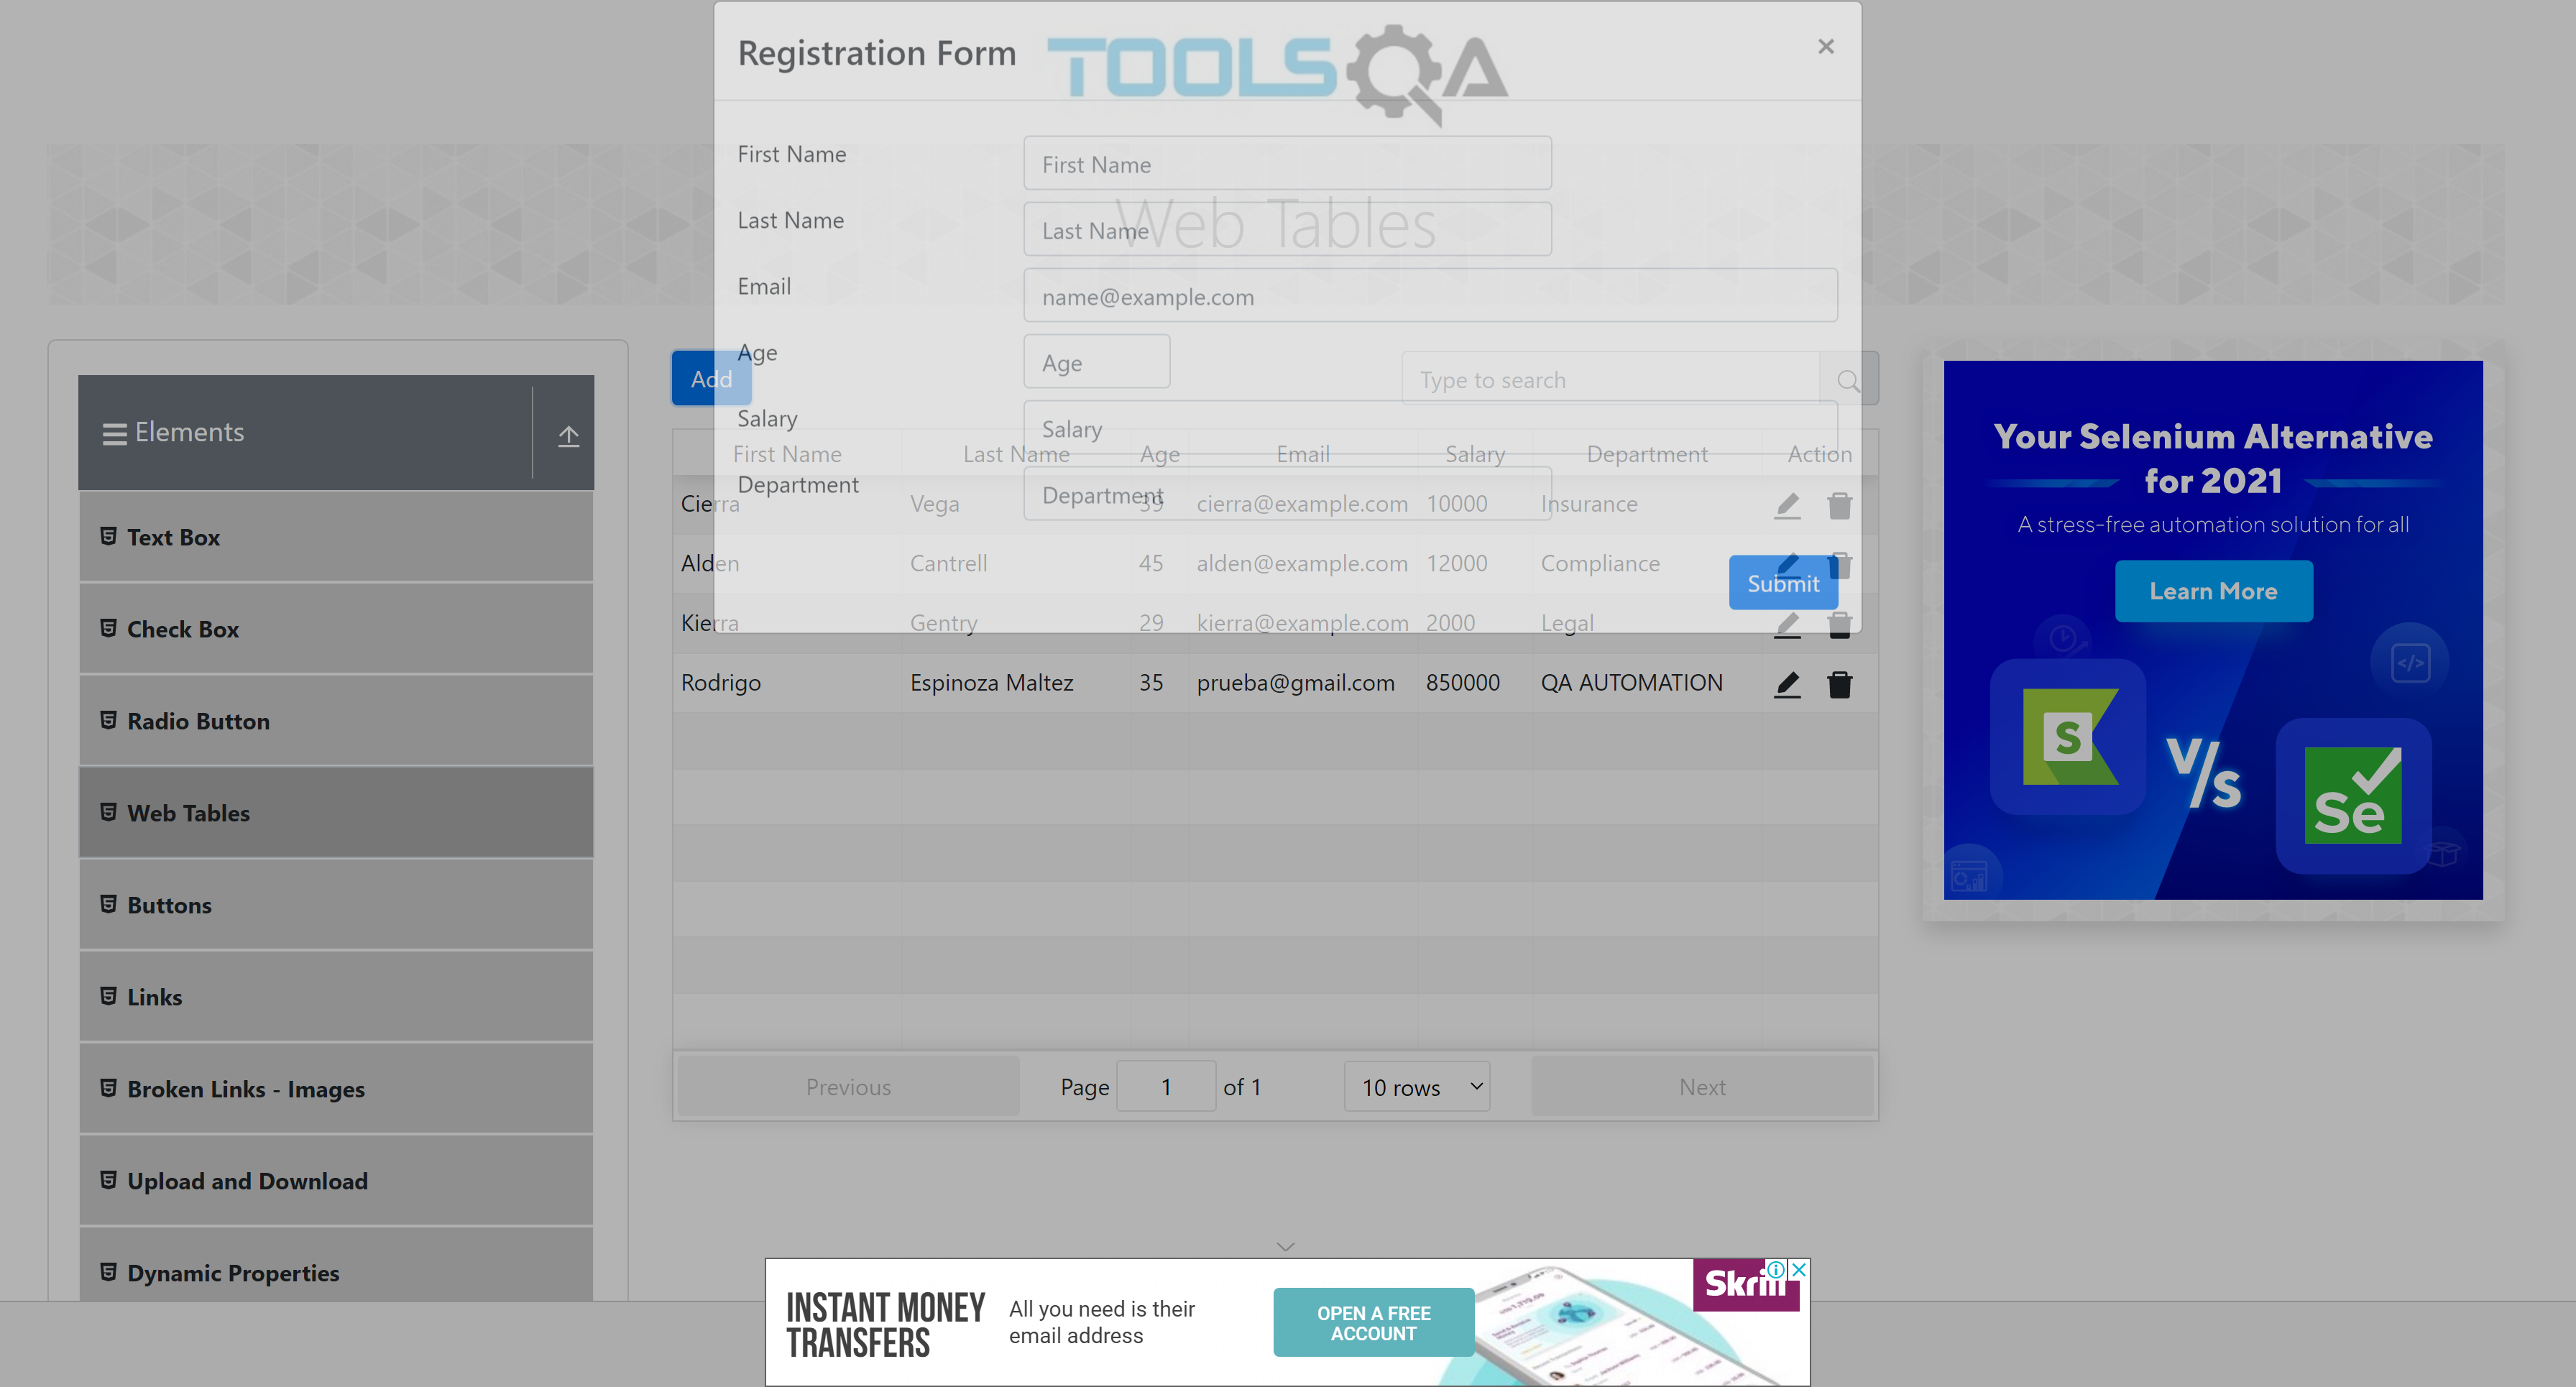 Registration Form
TOOLSQA
×
First Name
First Name
Last Name
Last Name
Web Tables
Email
name@example.com
Age
Age
Salary
Salary
Department
Department
Submit
Elements
Text Box
Check Box
Radio Button
Web Tables
Buttons
Links
Broken Links - Images
Upload and Download
Dynamic Properties
Add
Type to search
First Name Last Name Age Email Salary Department Action
Cierra Vega 39 cierra@example.com 10000 Insurance
Alden Cantrell 45 alden@example.com 12000 Compliance
Kierra Gentry 29 kierra@example.com 2000 Legal
Rodrigo Espinoza Maltez 35 prueba@gmail.com 850000 QA AUTOMATION
Previous Page 1 of 1 10 rows Next
Your Selenium Alternative
for 2021
A stress-free automation solution for all
Learn More
</>
S
V/S
Se
INSTANT MONEY
TRANSFERS
All you need is their
email address
OPEN A FREE
ACCOUNT
Skrill